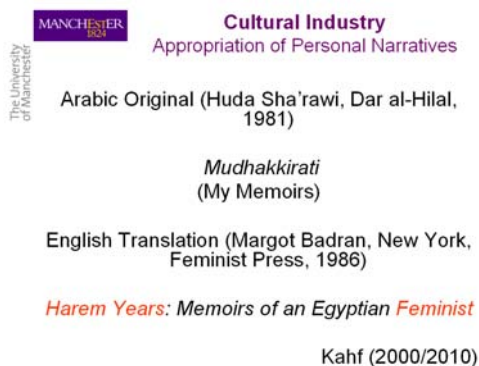 MANCHESTER
1824
The University
of Manchester
Cultural Industry
Appropriation of Personal Narratives
Arabic Original (Huda Sha'rawi, Dar al-Hilal,
1981)
Mudhakkirati
(My Memoirs)
English Translation (Margot Badran, New York,
Feminist Press, 1986)
Harem Years: Memoirs of an Egyptian Feminist
Kahf (2000/2010)